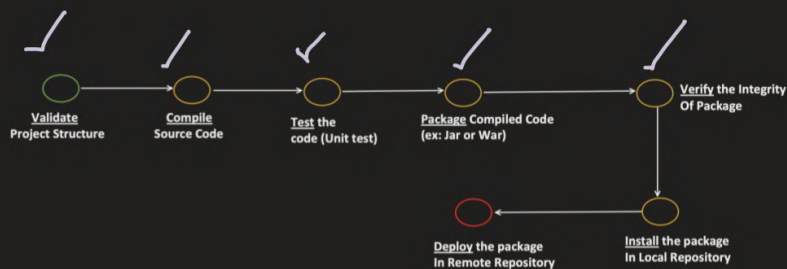 Validate
Project Structure
Compile
Source Code
Test the
code (Unit test)
Package Compiled Code
(ex: Jar or War)
Verify the Integrity
Of Package
Deploy the package
In Remote Repository
Install the package
In Local Repository